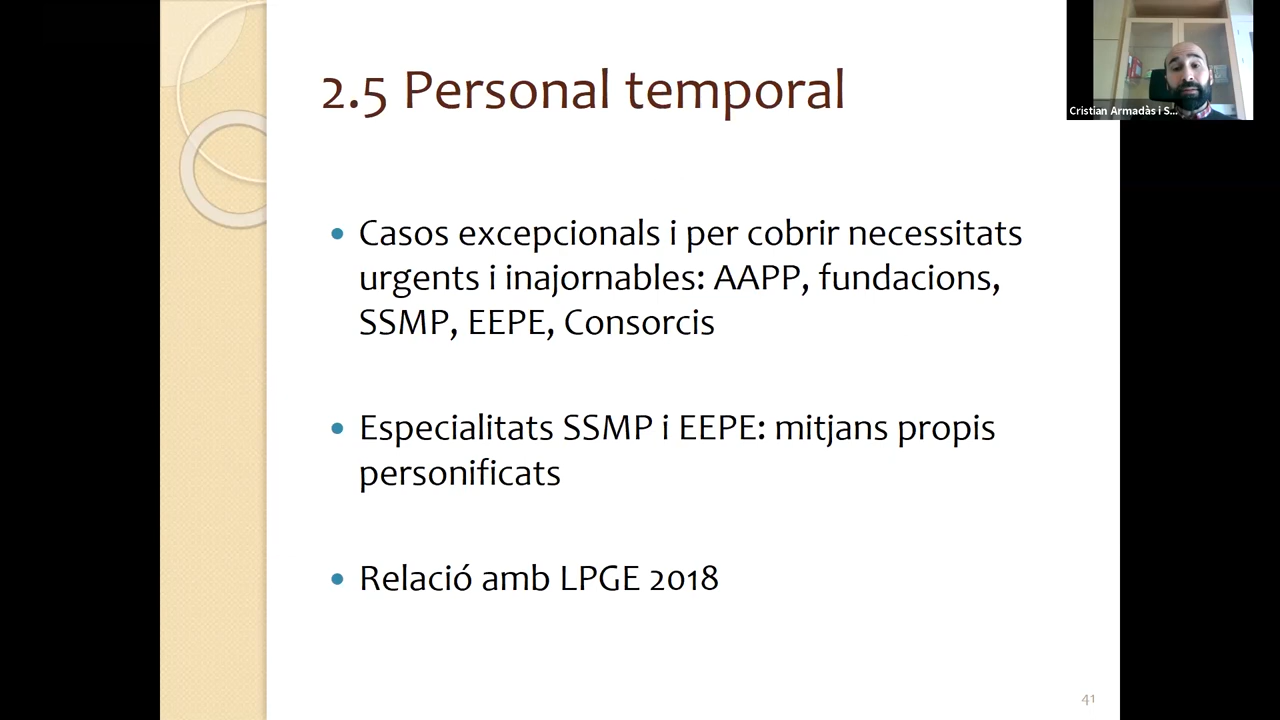 2.5 Personal temporal
Cristian Armadàs i S...
• Casos excepcionals i per cobrir necessitats
urgents i inajornables: AAPP, fundacions,
SSMP, EEPE, Consorcis
• Especialitats SSMP i EEPE: mitjans propis
personificats
• Relació amb LPGE 2018
41